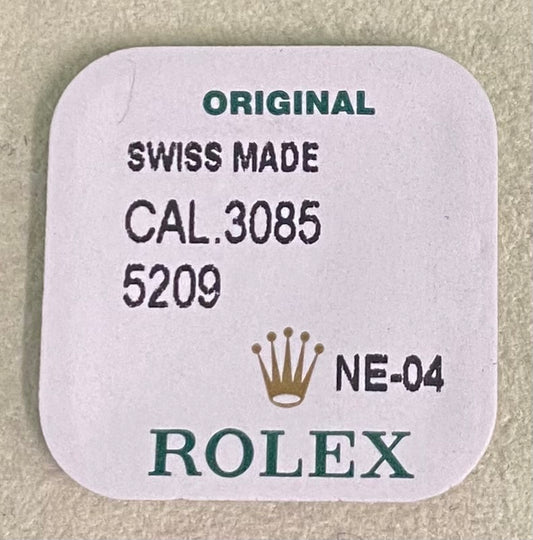 ORIGINAL
SWISS MADE
CAL.3085
5209
NE-04
ROLEX